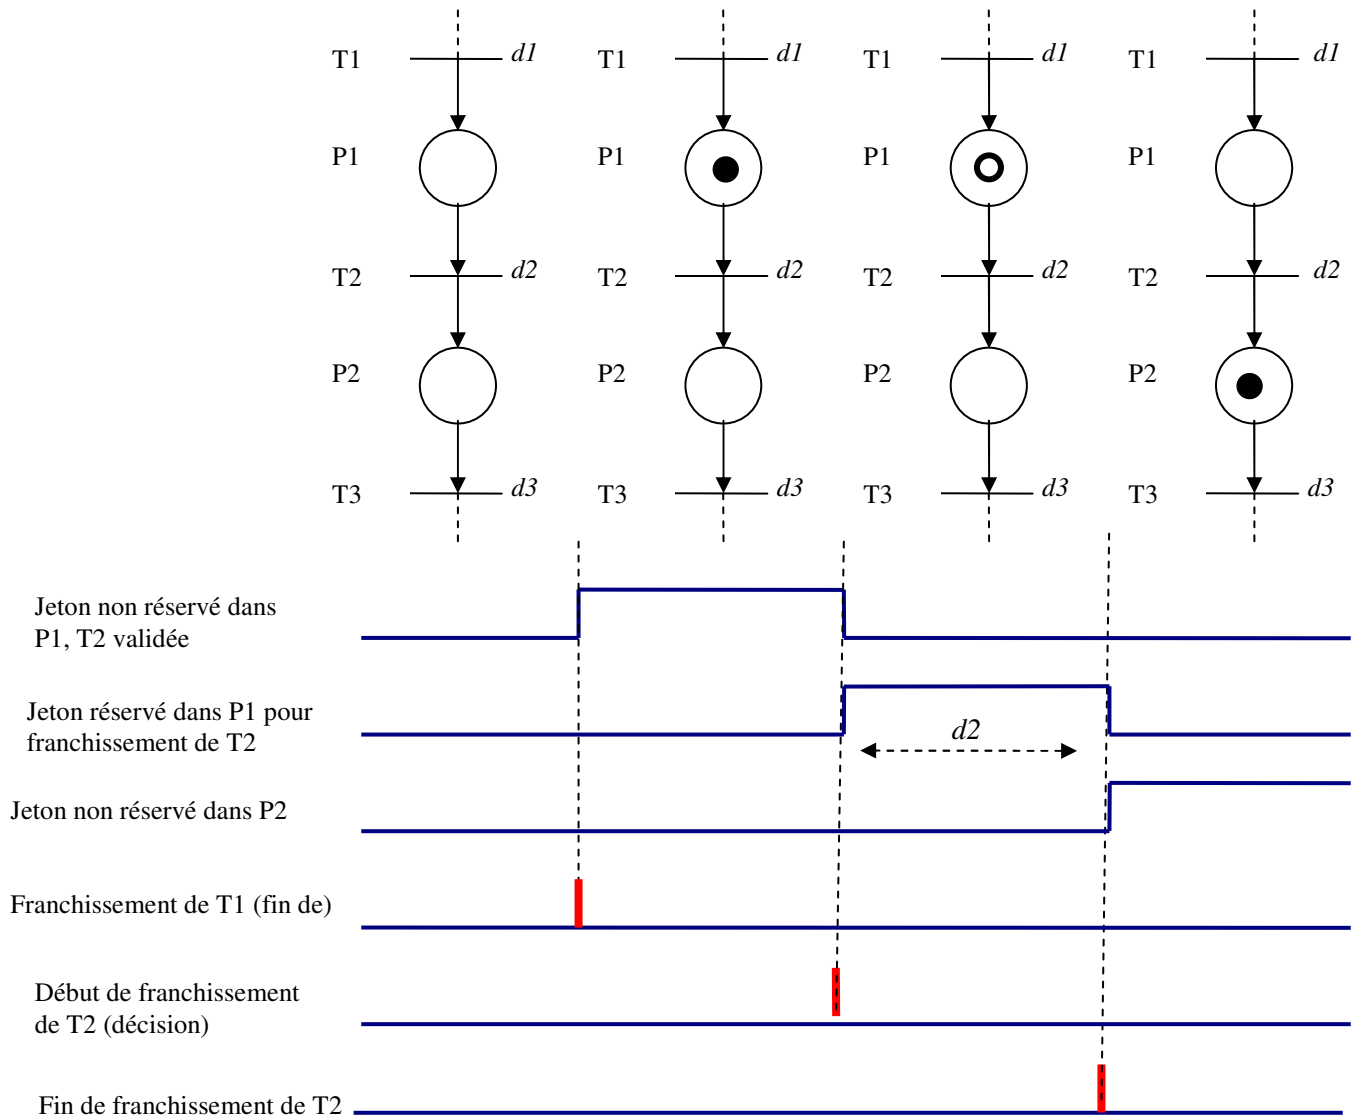 T1 d1 T1 d1 T1 d1 T1 d1
P1 P1 P1 P1
T2 d2 T2 d2 T2 d2 T2 d2
P2 P2 P2 P2
T3 d3 T3 d3 T3 d3 T3 d3
Jeton non réservé dans
P1, T2 validée
Jeton réservé dans P1 pour
franchissement de T2
d2
Jeton non réservé dans P2
Franchissement de T1 (fin de)
Début de franchissement
de T2 (décision)
Fin de franchissement de T2